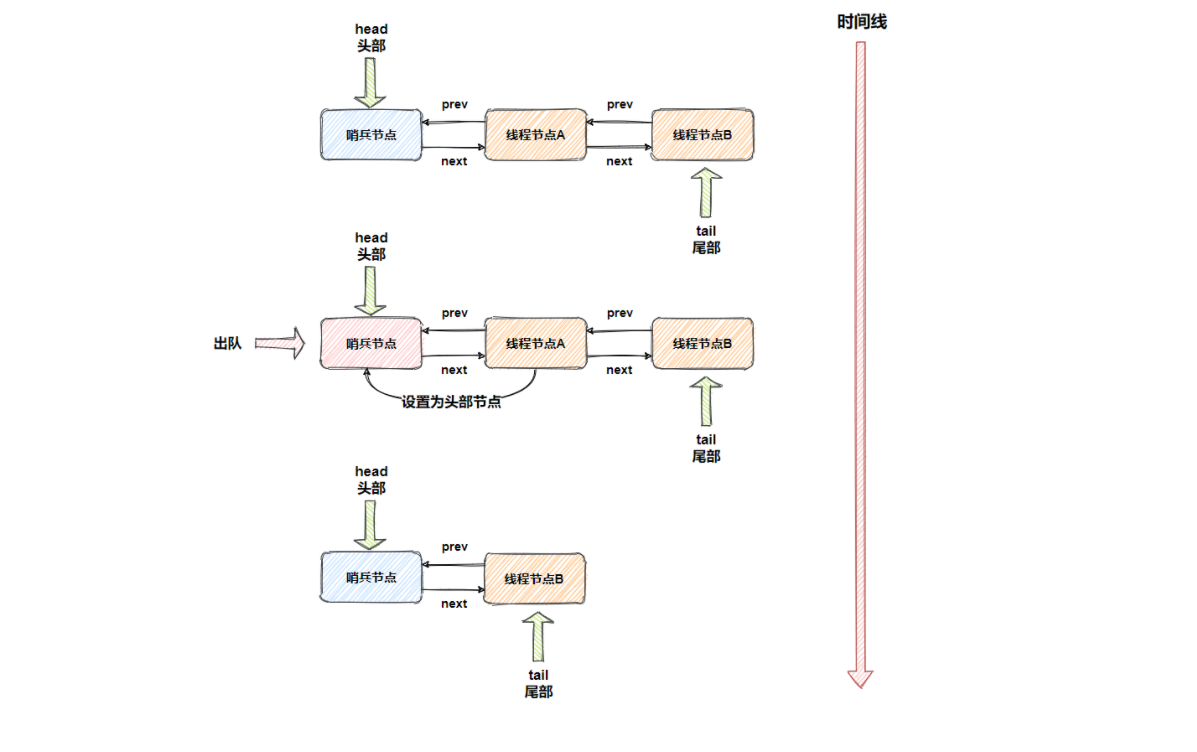 时间线
head
头部
prev
prev
哨兵节点
线程节点A
线程节点B
next
next
tail
尾部
head
头部
prev
prev
出队
哨兵节点
线程节点A
线程节点B
next
next
设置为头部节点
tail
尾部
head
头部
prev
哨兵节点
线程节点B
next
tail
尾部